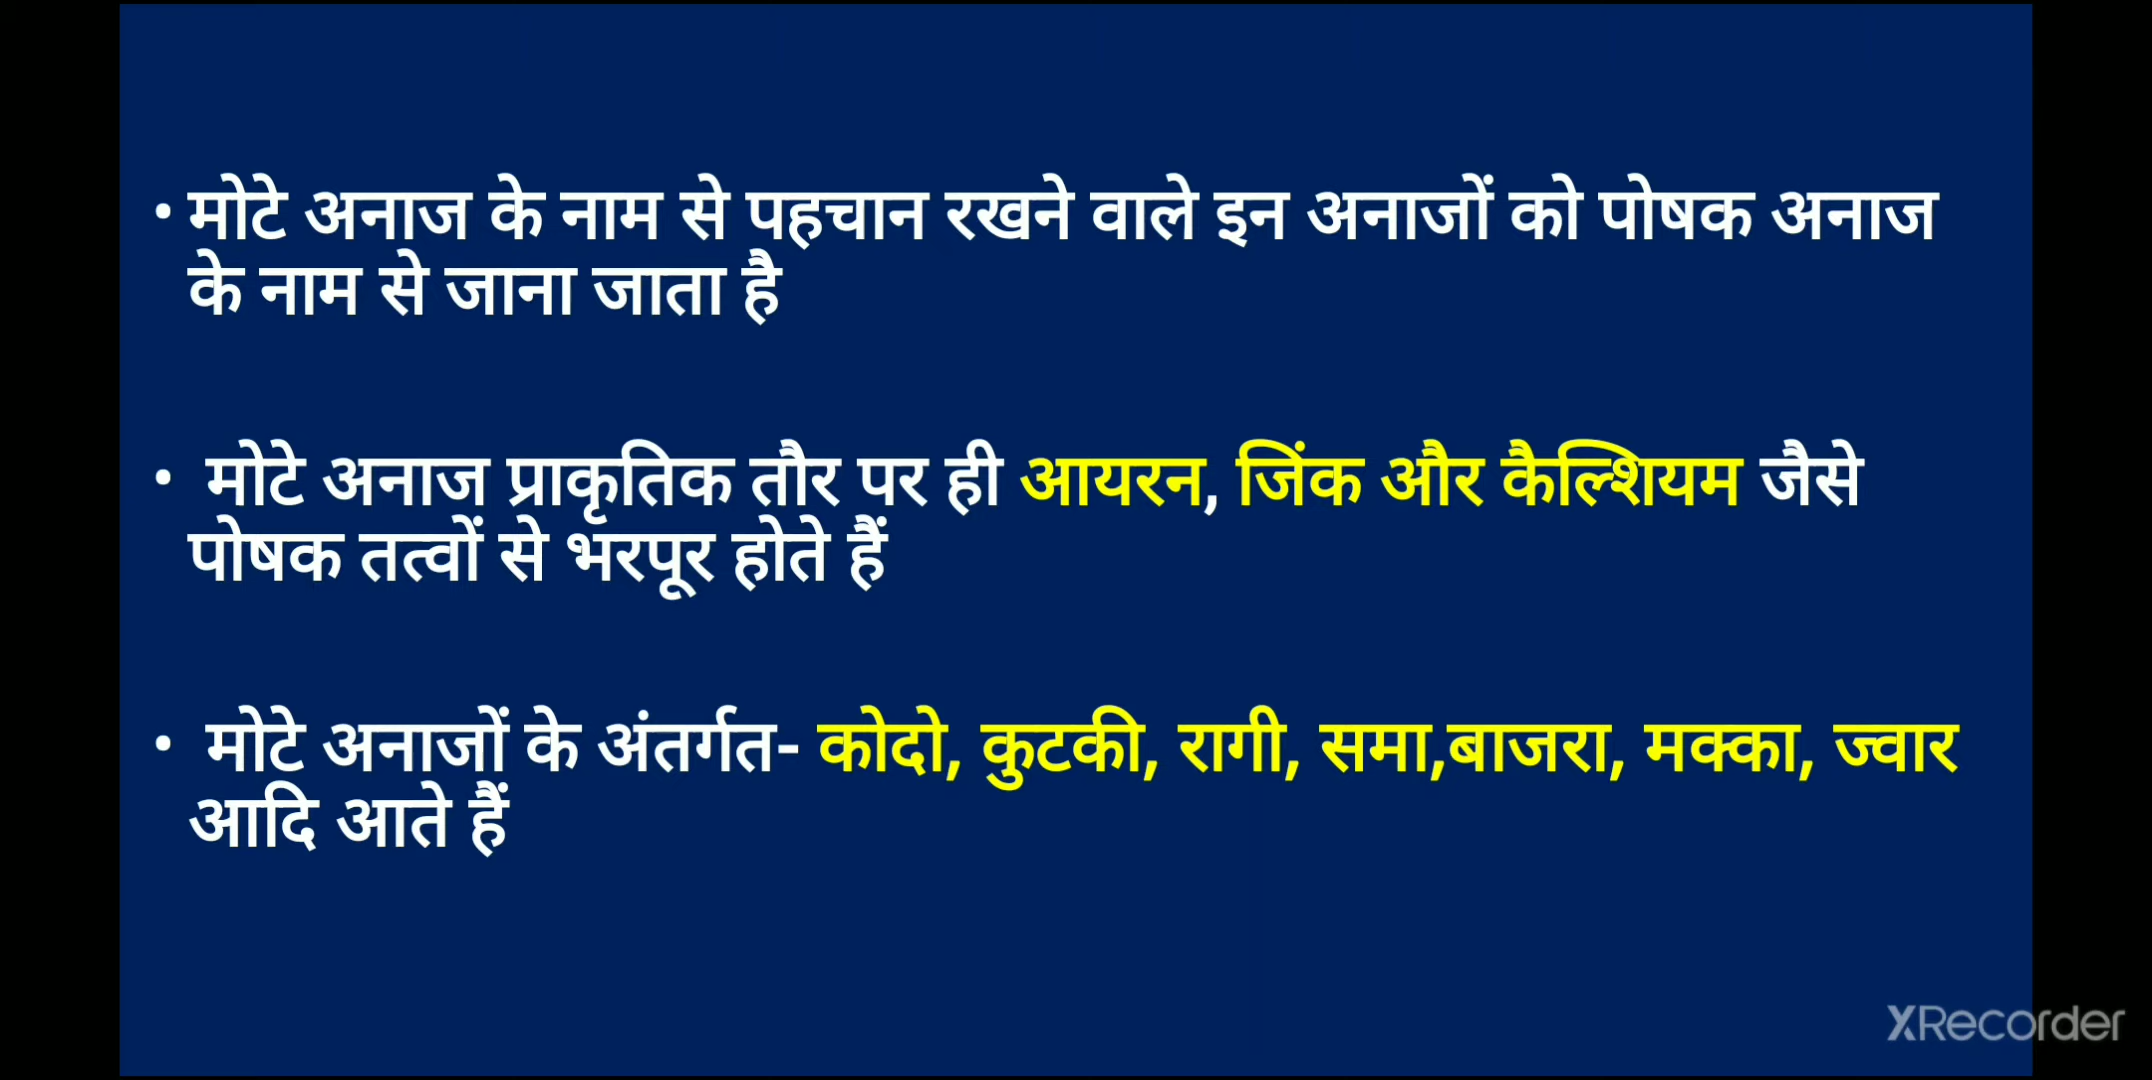 • मोटे अनाज के नाम से पहचान रखने वाले इन अनाजों को पोषक अनाज
के नाम से जाना जाता है
• मोटे अनाज प्राकृतिक तौर पर ही आयरन, जिंक और कैल्शियम जैसे
पोषक तत्वों से भरपूर होते हैं
• मोटे अनाजों के अंतर्गत- कोदो, कुटकी, रागी, समा,बाजरा, मक्का, ज्वार
आदि आते हैं
XRecorder